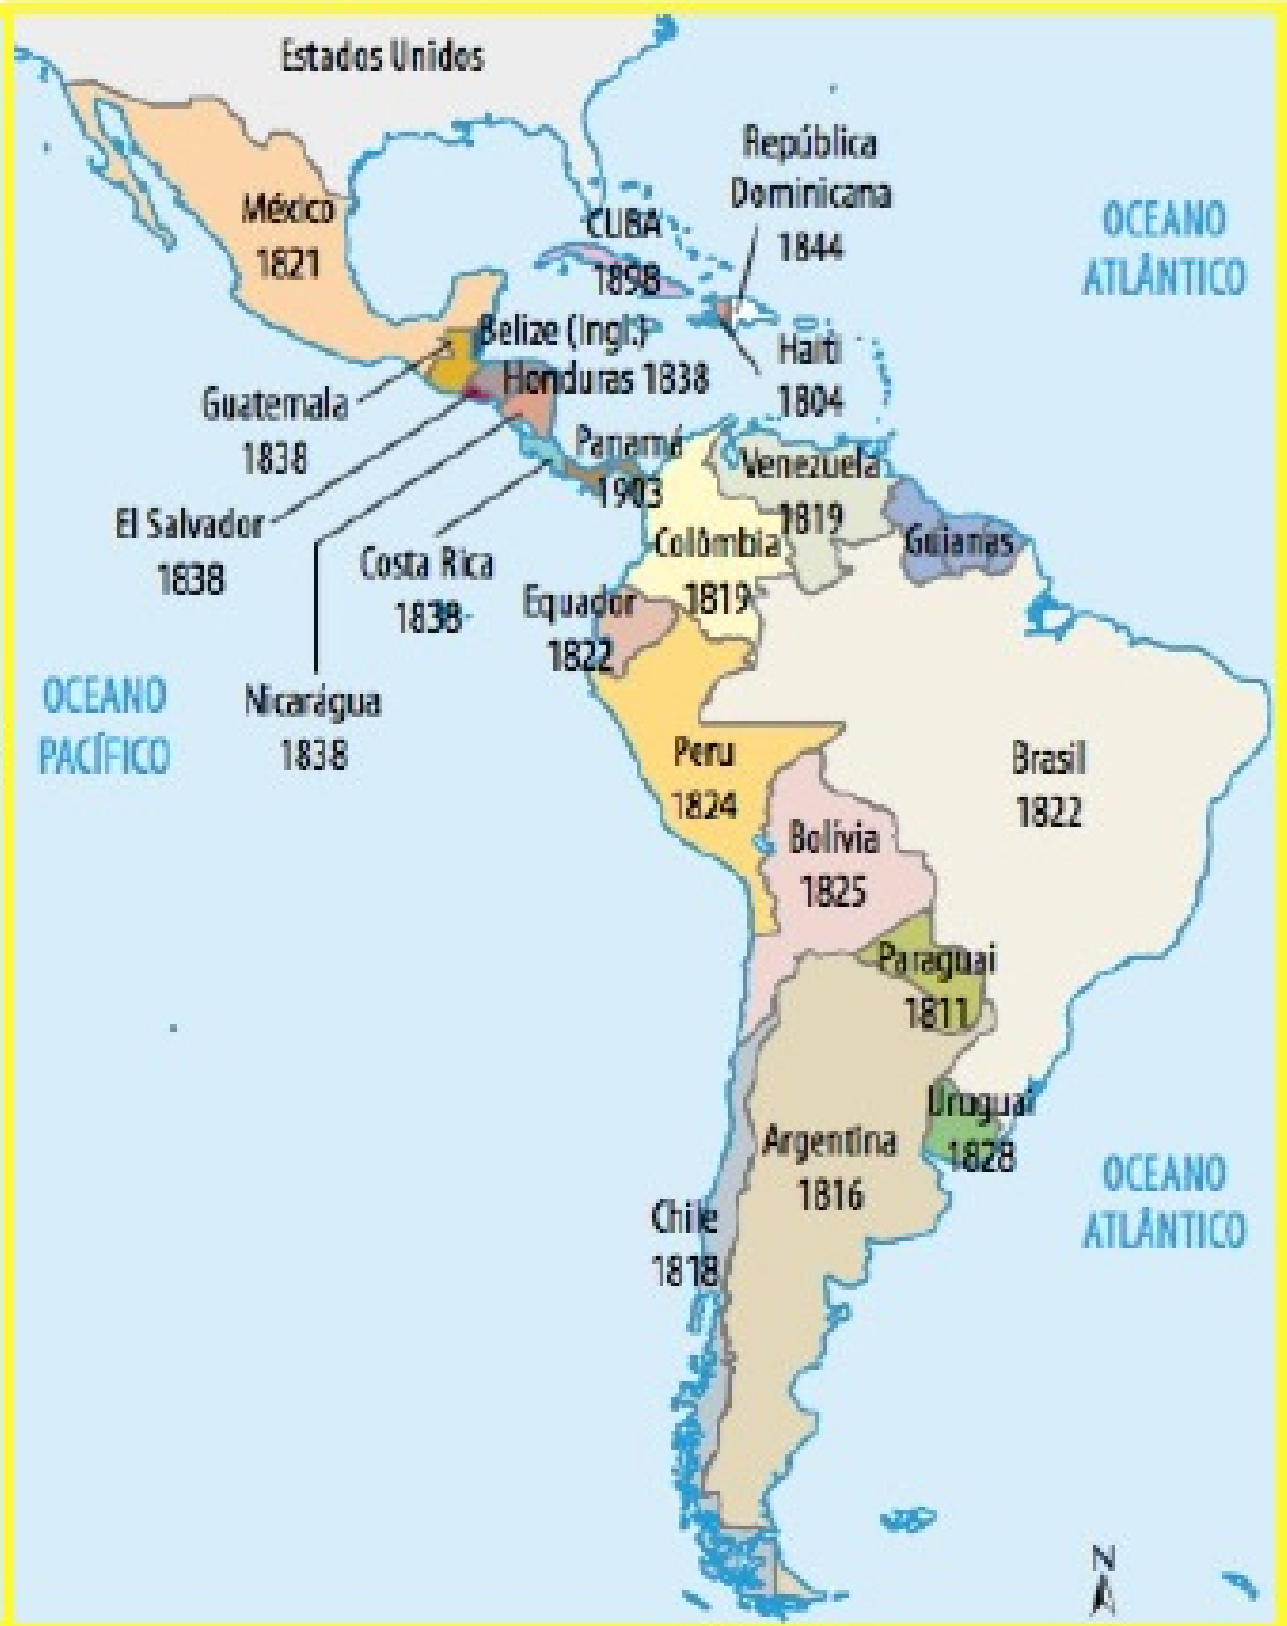 Estados Unidos
República
Dominicana
1844
México
1821
CUBA
1898
OCEANO
ATLÂNTICO
Belize (Ingl.)
Haiti
1804
Honduras 1838
Guatemala
1838
Panamá
1903
Venezuela
1819
El Salvador
1838
Costa Rica
1838
Colômbia
1819
Guianas
Equador
1822
OCEANO
PACÍFICO
Nicarágua
1838
Peru
1824
Brasil
1822
Bolívia
1825
Paraguai
1811
Uruguai
1828
Argentina
1816
Chile
1818
OCEANO
ATLÂNTICO
N